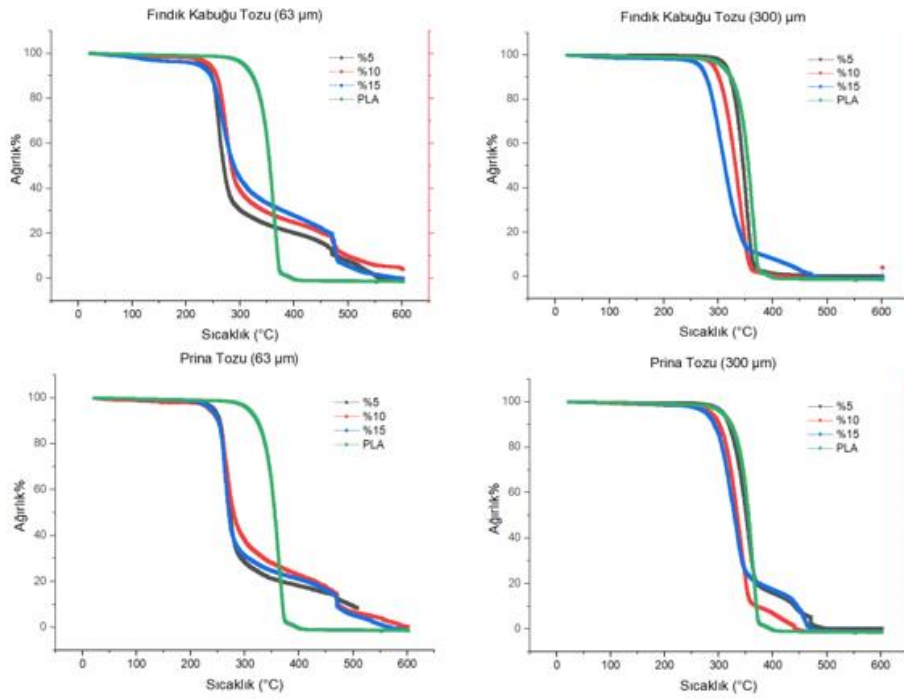 Fındık Kabuğu Tozu (63 µm)
Ağırlık%
100
80
60
40
20
0
%5
%10
%15
PLA
0 100 200 300 400 500 600
Sıcaklık (°C)
Fındık Kabuğu Tozu (300) µm
Ağırlık%
100
80
60
40
20
0
%5
%10
%15
PLA
0 100 200 300 400 500 600
Sıcaklık (°C)
Prina Tozu (63 µm)
Ağırlık%
100
80
60
40
20
0
%5
%10
%15
PLA
0 100 200 300 400 500 600
Sıcaklık (°C)
Prina Tozu (300 µm)
Ağırlık%
100
80
60
40
20
0
%5
%10
%15
PLA
0 100 200 300 400 500 600
Sıcaklık (°C)